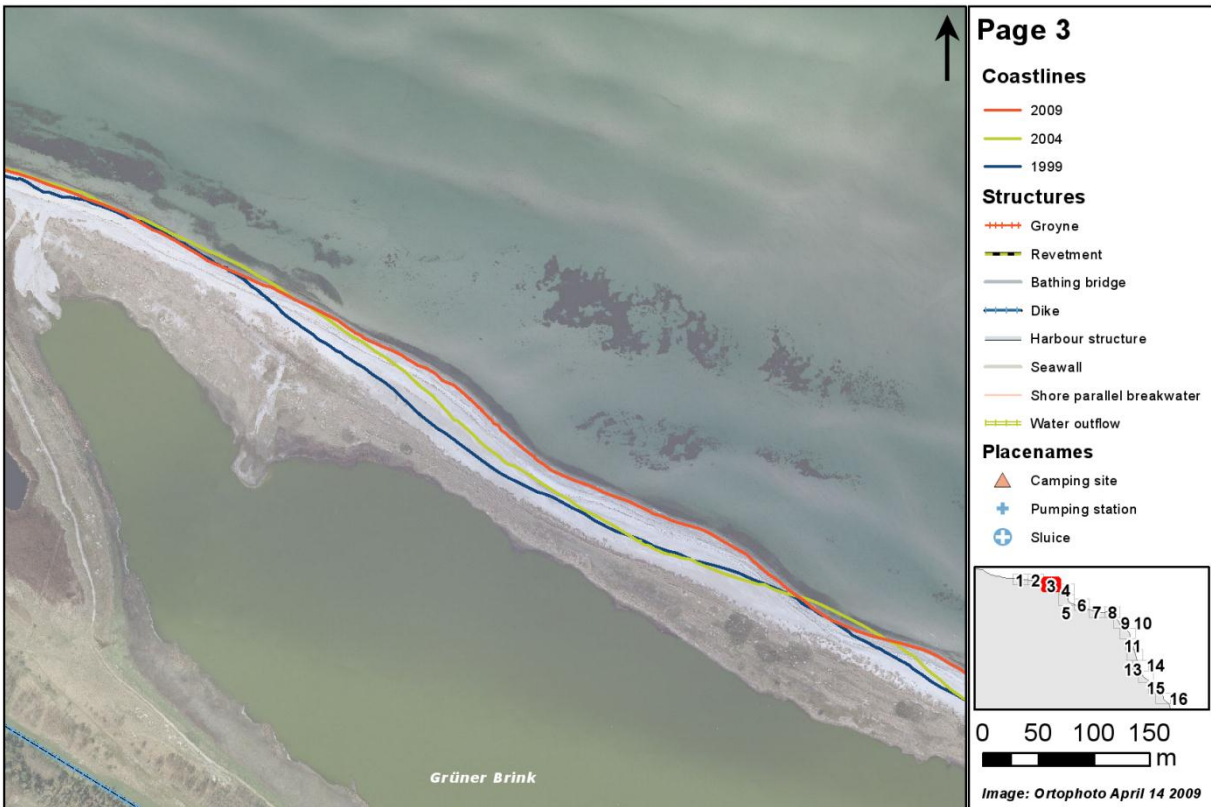 Page 3
Coastlines
2009
2004
1999
Structures
Groyne
Revetment
Bathing bridge
Dike
Harbour structure
Seawall
Shore parallel breakwater
Water outflow
Placenames
Camping site
Pumping station
Sluice
1 2 3 4
5 6 7 8
9 10
11
13 14
15 16
0 50 100 150
m
Image: Ortophoto April 14 2009
Grüner Brink